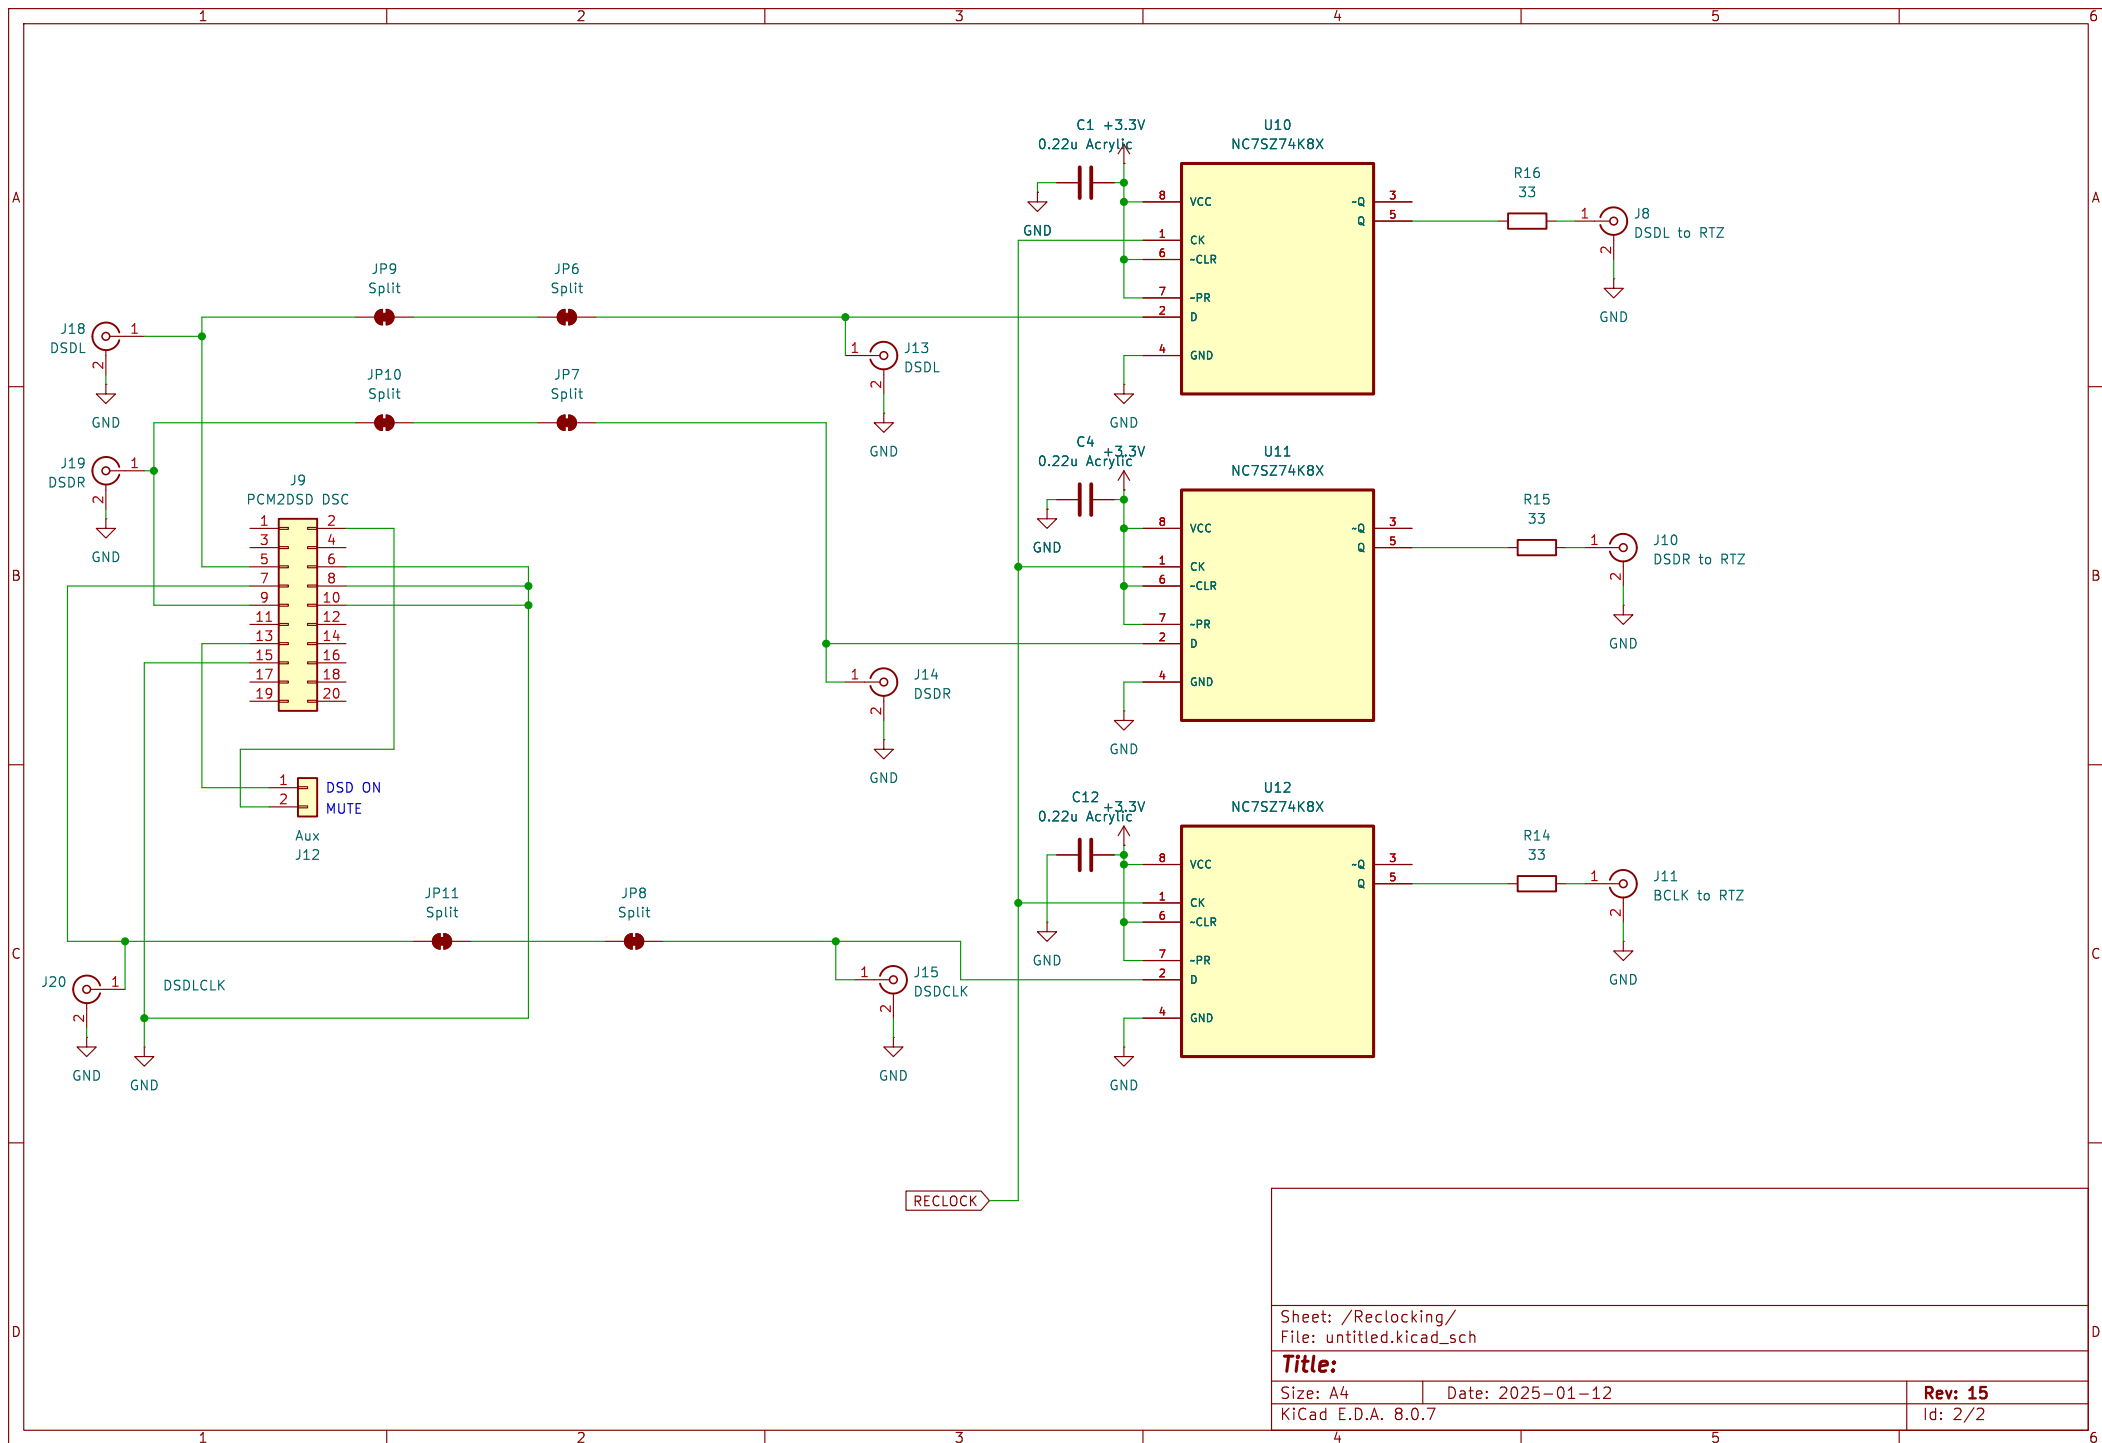 1 2 3 4 5 6
A A
B B
C C
D D
C1 +3.3V
0.22u Acrylic
GND
U10
NC7SZ74K8X
8 VCC
1 CK
6 ~CLR
7 ~PR
2 D
4 GND
~Q 3
Q 5
GND
R16
33
1
2
J8
DSDL to RTZ
GND
JP9
Split
JP6
Split
J18
DSDL
1
2
GND
1
2
J13
DSDL
GND
JP10
Split
JP7
Split
J19
DSDR
1
2
GND
C4
+3.3V
0.22u Acrylic
GND
U11
NC7SZ74K8X
8 VCC
1 CK
6 ~CLR
7 ~PR
2 D
4 GND
~Q 3
Q 5
GND
R15
33
1
2
J10
DSDR to RTZ
GND
J9
PCM2DSD DSC
1 2
3 4
5 6
7 8
9 10
11 12
13 14
15 16
17 18
19 20
1
2
J14
DSDR
GND
1 DSD ON
2 MUTE
Aux
J12
C12
+3.3V
0.22u Acrylic
GND
U12
NC7SZ74K8X
8 VCC
1 CK
6 ~CLR
7 ~PR
2 D
4 GND
~Q 3
Q 5
GND
R14
33
1
2
J11
BCLK to RTZ
GND
JP11
Split
JP8
Split
J20
1
2
DSDLCLK
GND
GND
1
2
J15
DSDCLK
GND
RECLOCK
Sheet: /Reclocking/
File: untitled.kicad_sch
Title:
Size: A4 Date: 2025-01-12 Rev: 15
KiCad E.D.A. 8.0.7 Id: 2/2
1 2 3 4 5 6